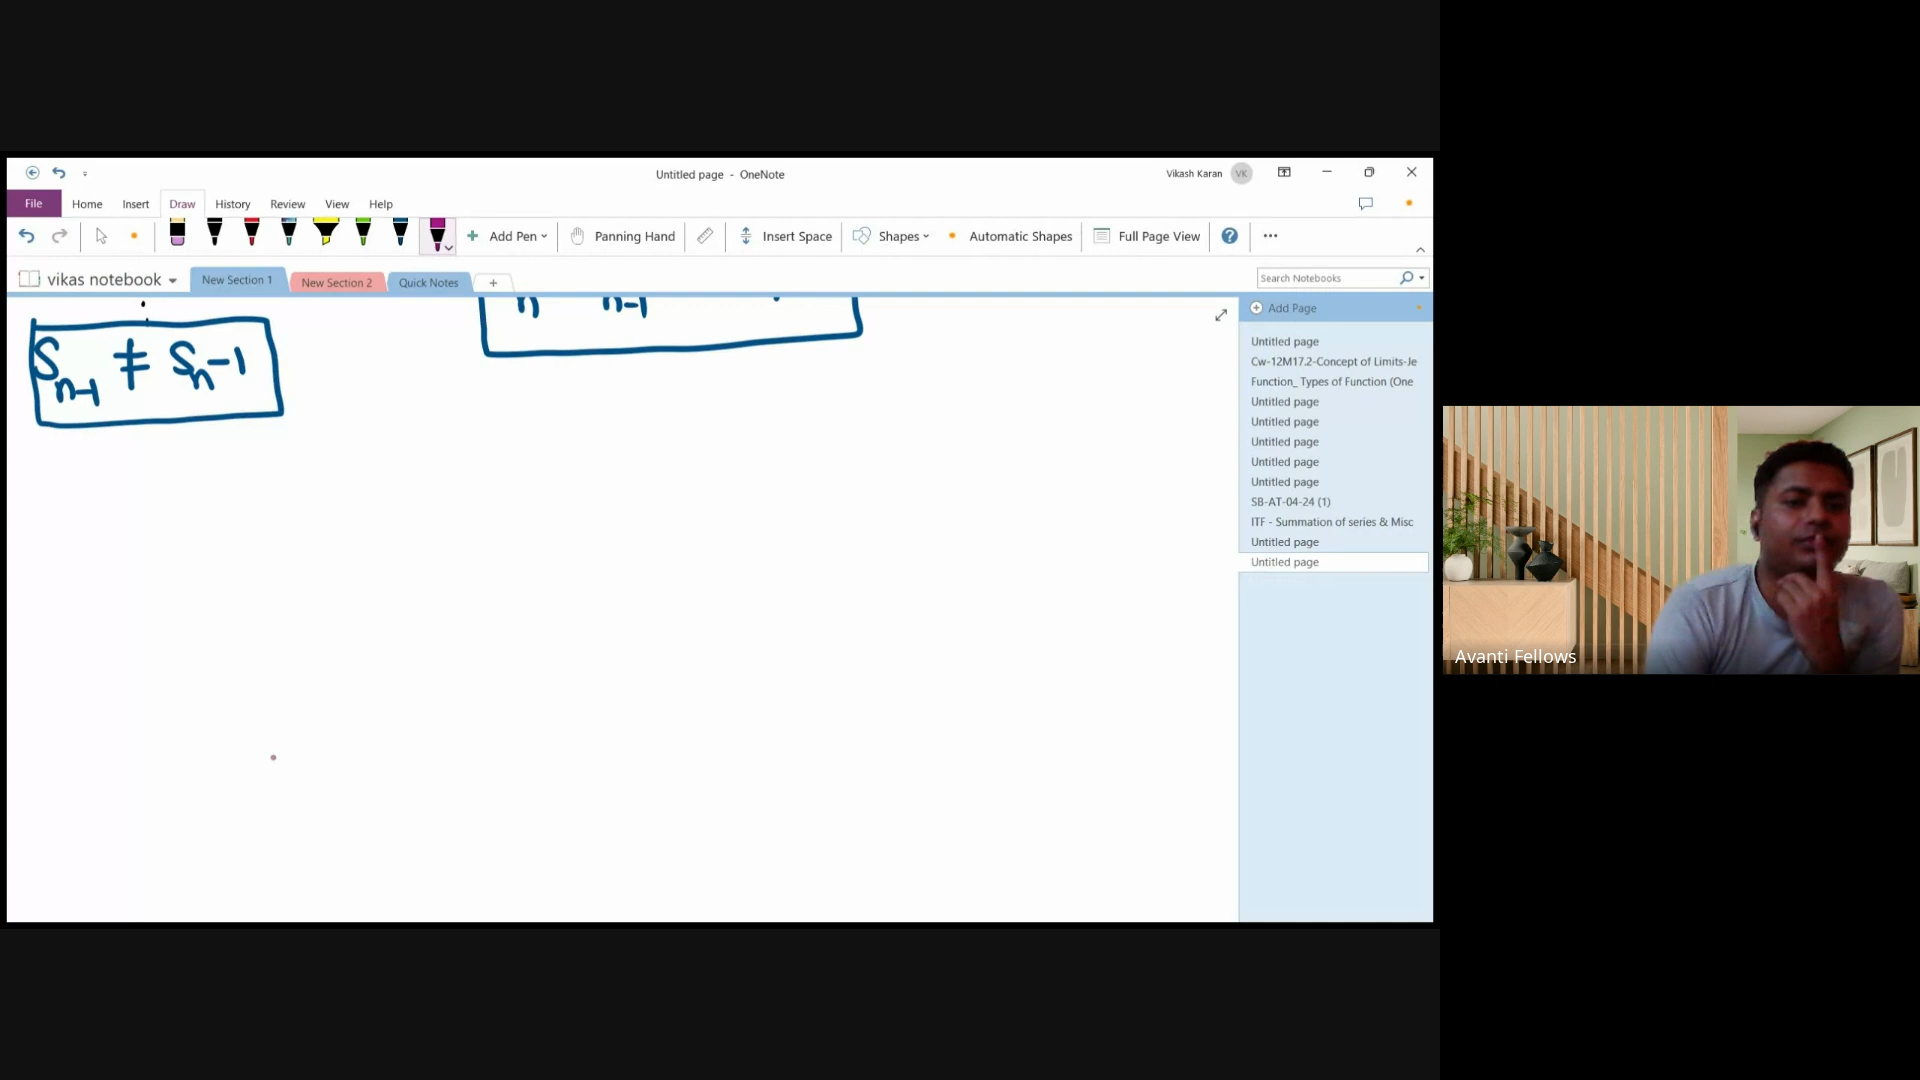 Untitled page - OneNote
Vikash Karan VK
File Home Insert Draw History Review View Help
Add Pen Panning Hand Insert Space Shapes Automatic Shapes Full Page View ? ...
vikas notebook New Section 1 New Section 2 Quick Notes + Search Notebooks
n n-1
S_{n-1} ≠ S_n - 1
Add Page
Untitled page
Cw-12M17.2-Concept of Limits-Je
Function_ Types of Function (One
Untitled page
Untitled page
Untitled page
Untitled page
Untitled page
SB-AT-04-24 (1)
ITF - Summation of series & Misc
Untitled page
Untitled page
Avanti Fellows